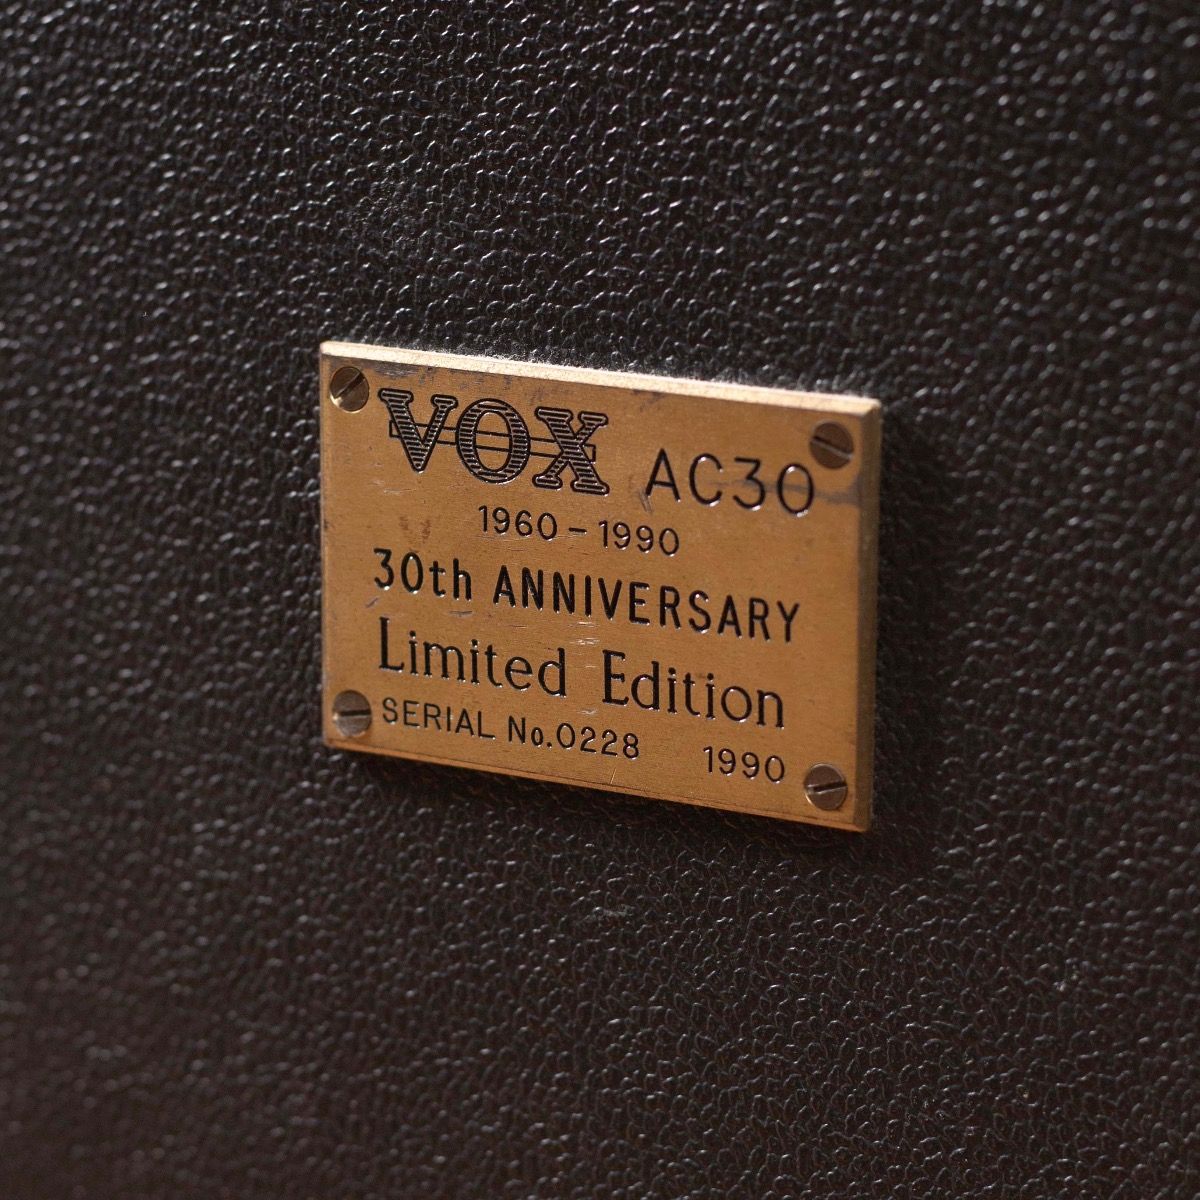 VOX AC30
1960-1990
30th ANNIVERSARY
Limited Edition
SERIAL No.0228 1990